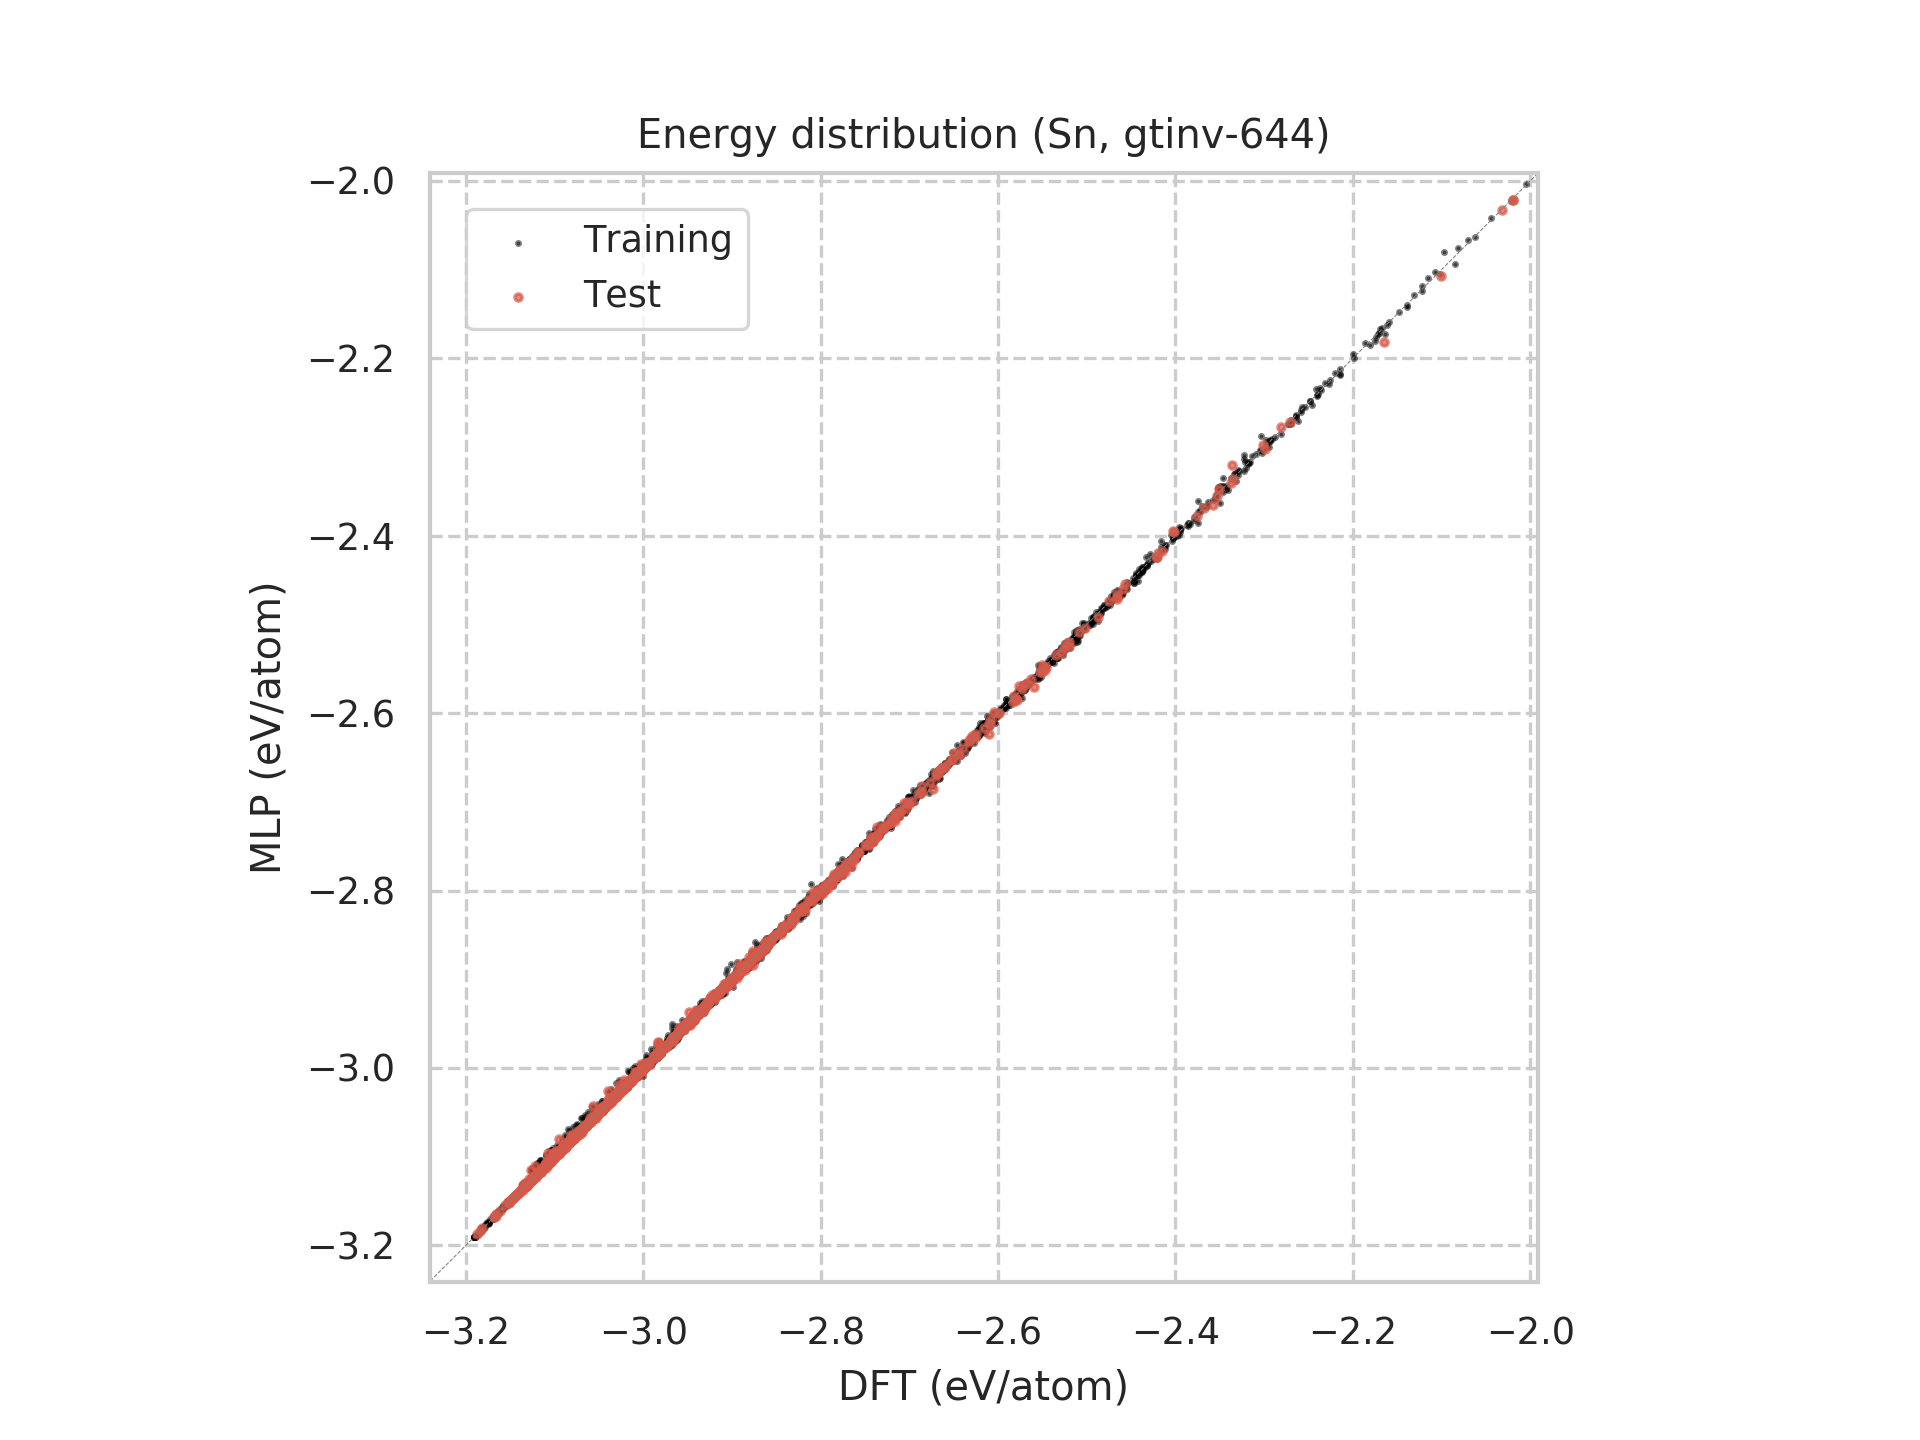 Energy distribution (Sn, gtinv-644)
Training
Test
−2.0
−2.2
−2.4
−2.6
−2.8
−3.0
−3.2
MLP (eV/atom)
−3.2 −3.0 −2.8 −2.6 −2.4 −2.2 −2.0
DFT (eV/atom)